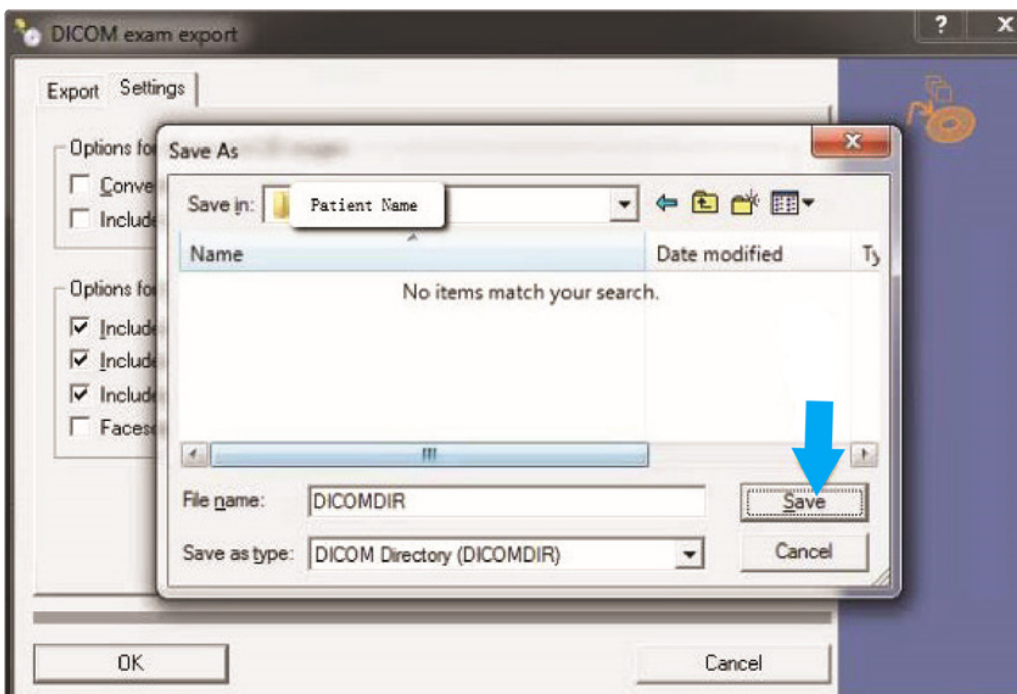 DICOM exam export
? X
Export Settings
Options fo
Save As
Conve
Include
Save in: Patient Name
Name Date modified Ty
No items match your search.
Options fo
Include
Include
Include
Faces
File name: DICOMDIR Save
Save as type: DICOM Directory (DICOMDIR) Cancel
OK Cancel